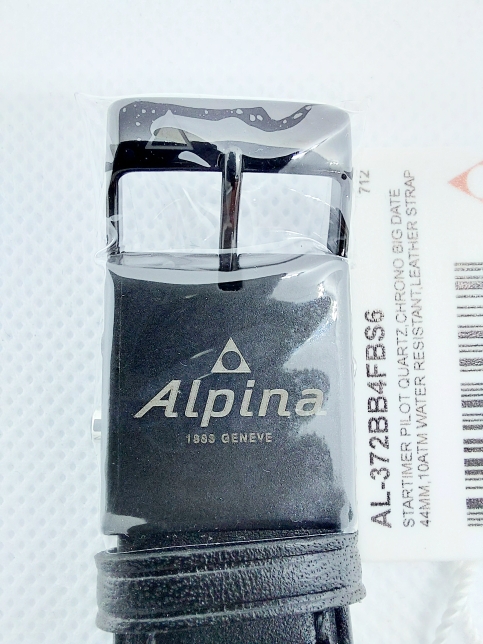 Alpina
1883 GENEVE
712
AL-372BB4FBS6
STARTIMER PILOT QUARTZ,CHRONO BIG DATE
44MM,10ATM WATER RESISTANT,LEATHER STRAP